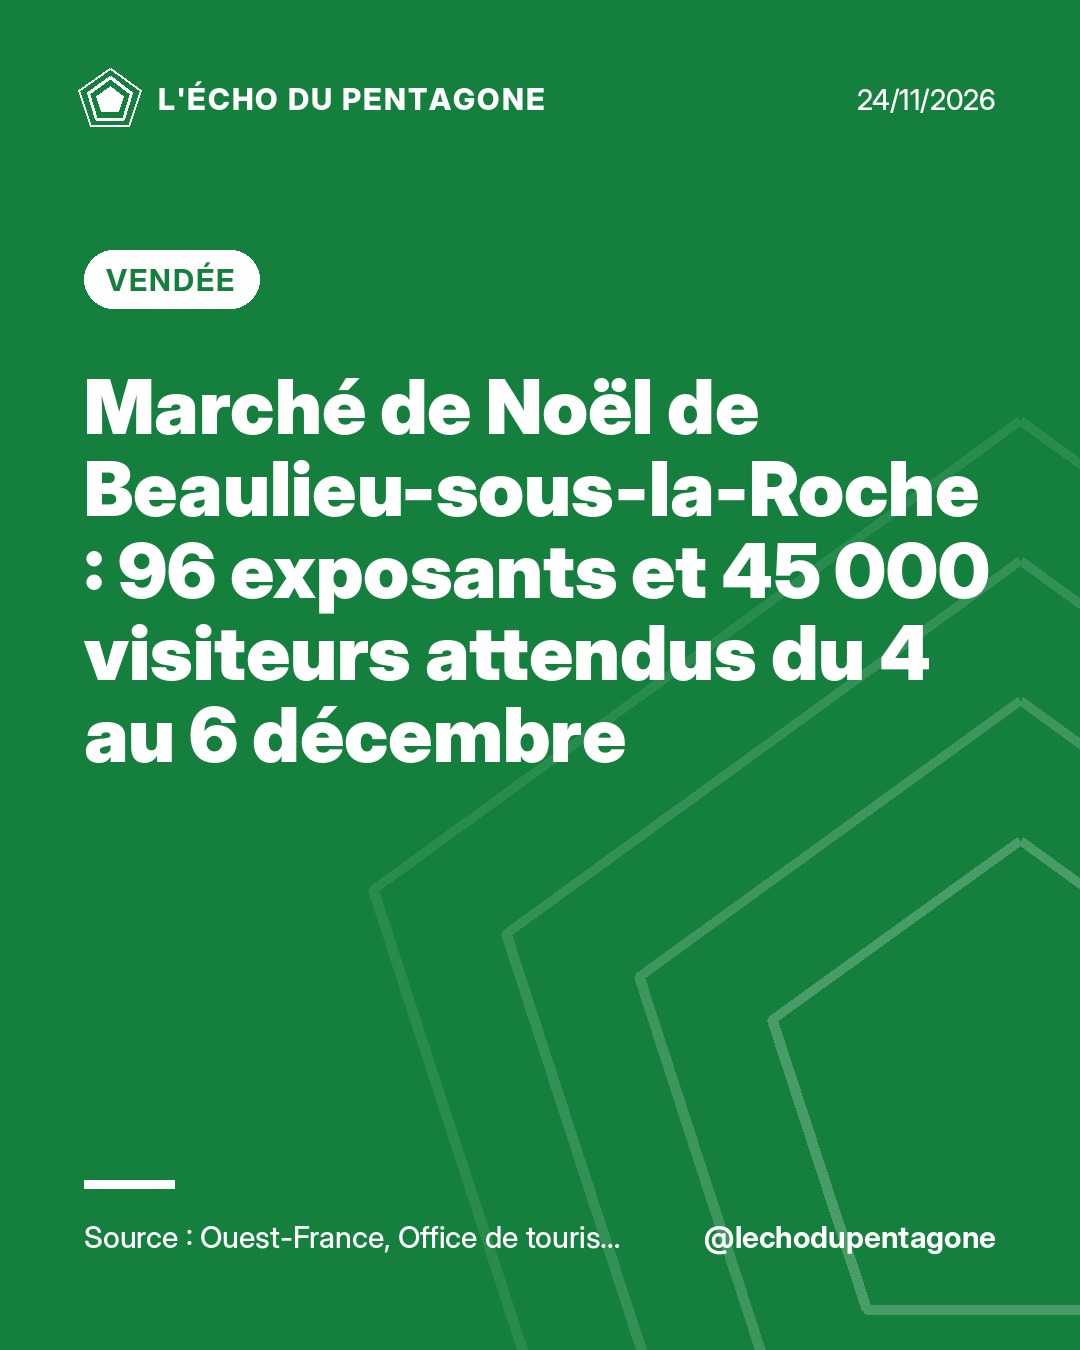 L'ÉCHO DU PENTAGONE
24/11/2026
VENDÉE
Marché de Noël de
Beaulieu-sous-la-Roche
: 96 exposants et 45 000
visiteurs attendus du 4
au 6 décembre
Source : Ouest-France, Office de touris...
@lechodupentagone